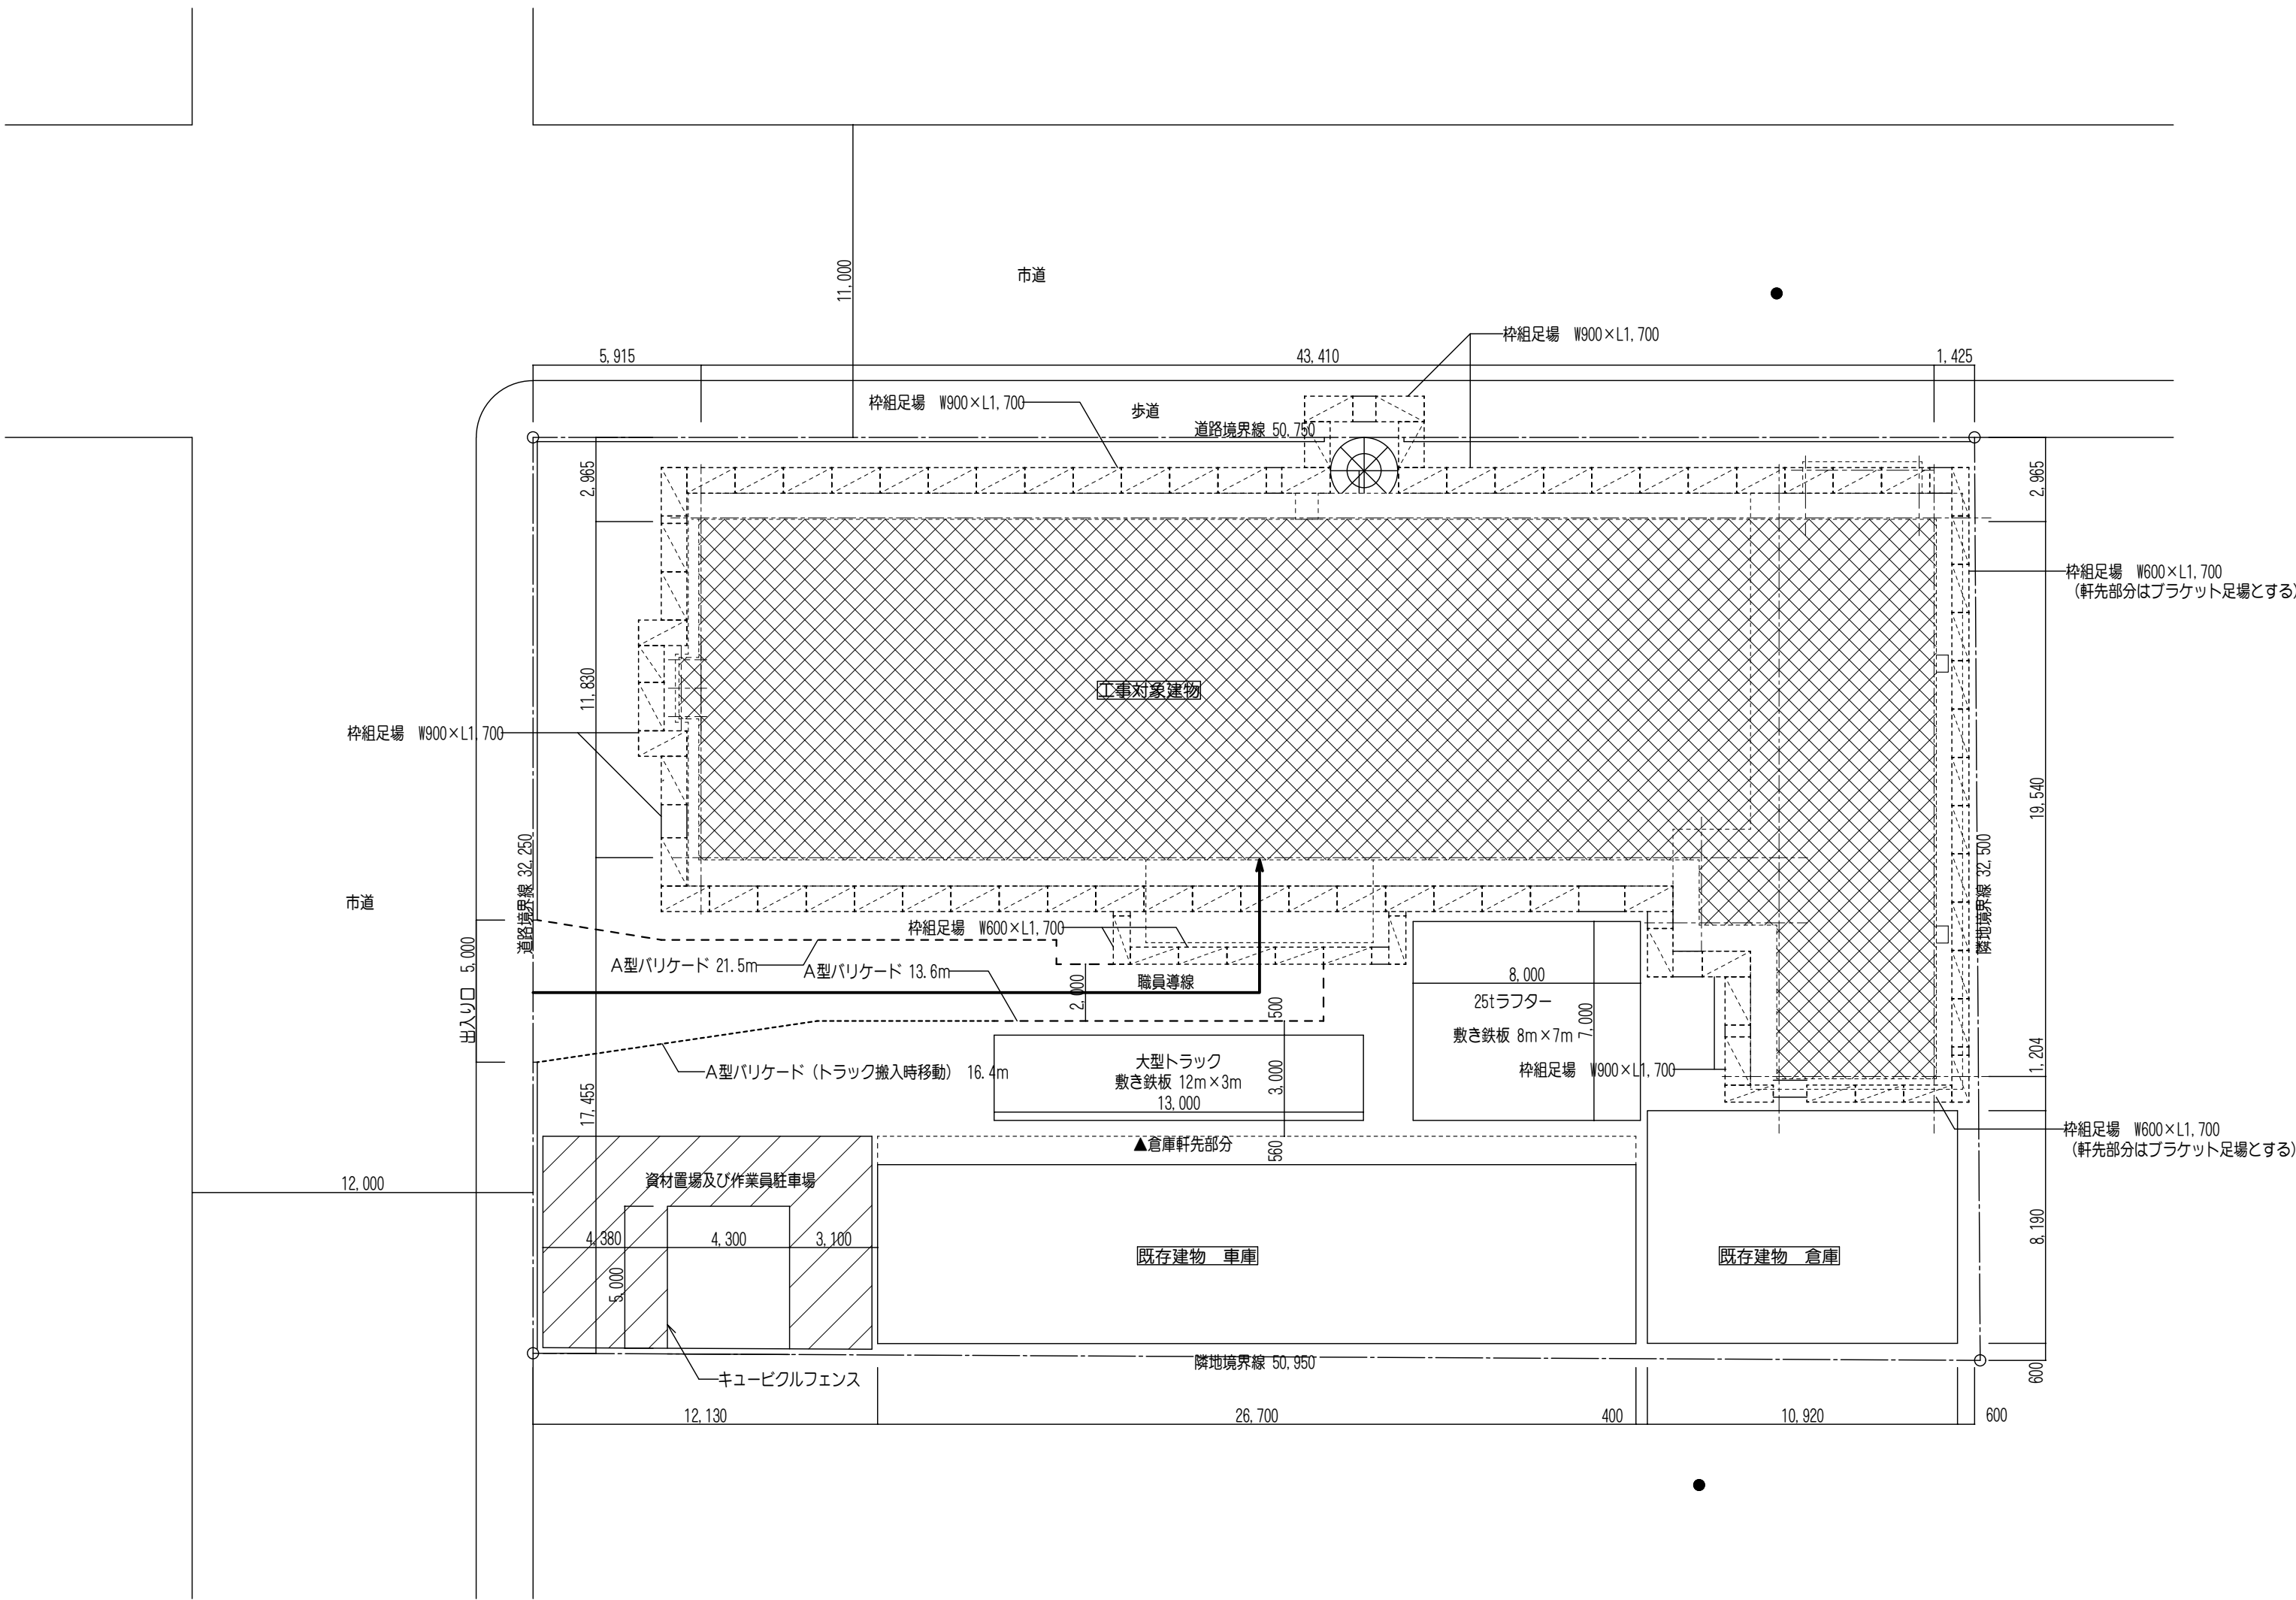 市道
11,000
枠組足場　W900×L1,700
5,915
43,410
1,425
枠組足場　W900×L1,700
歩道
道路境界線 50,750
2,965
2,965
枠組足場　W600×L1,700
（軒先部分はブラケット足場とする）
11,830
工事対象建物
枠組足場　W900×L1,700
19,540
道路境界線 32,250
隣地境界線 32,500
市道
出入り口　5,000
枠組足場　W600×L1,700
A型バリケード 21.5m
A型バリケード 13.6m
職員導線
2,000
500
8,000
25tラフター
敷き鉄板 8m×7m
7,000
A型バリケード（トラック搬入時移動） 16.4m
大型トラック
敷き鉄板 12m×3m
13,000
3,000
枠組足場　W900×L1,700
1,204
17,455
▲倉庫軒先部分
560
枠組足場　W600×L1,700
（軒先部分はブラケット足場とする）
12,000
資材置場及び作業員駐車場
4,380
4,300
3,100
5,000
既存建物　車庫
既存建物　倉庫
8,190
隣地境界線 50,950
600
キュービクルフェンス
12,130
26,700
400
10,920
600